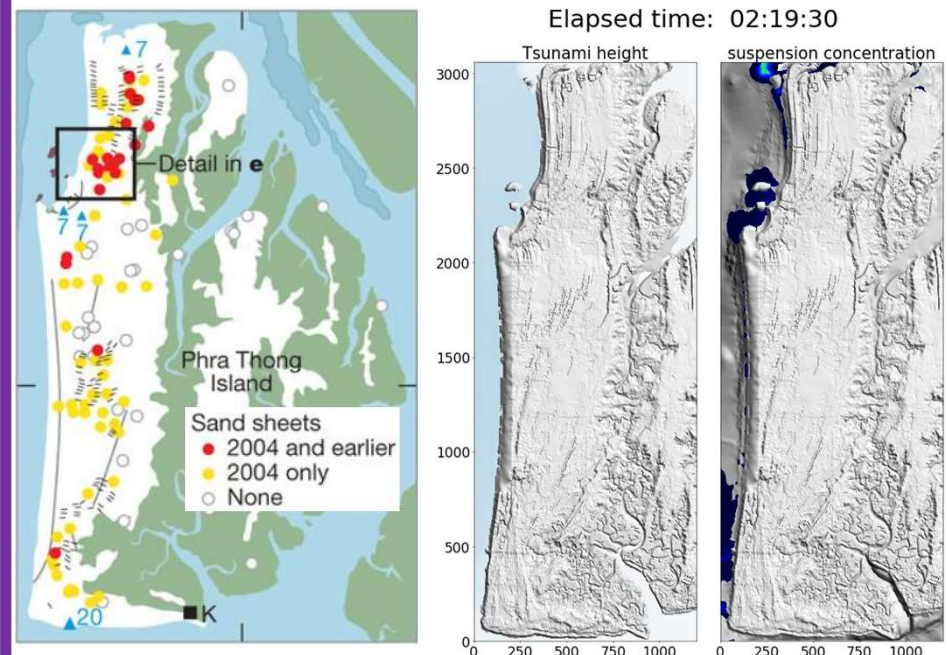 Elapsed time: 02:19:30
7
Detail in e
7 7
Phra Thong
Island
Sand sheets
2004 and earlier
2004 only
None
20
K
Tsunami height
3000
2500
2000
1500
1000
500
0
0 250 500 750 1000
suspension concentration
0 250 500 750 1000